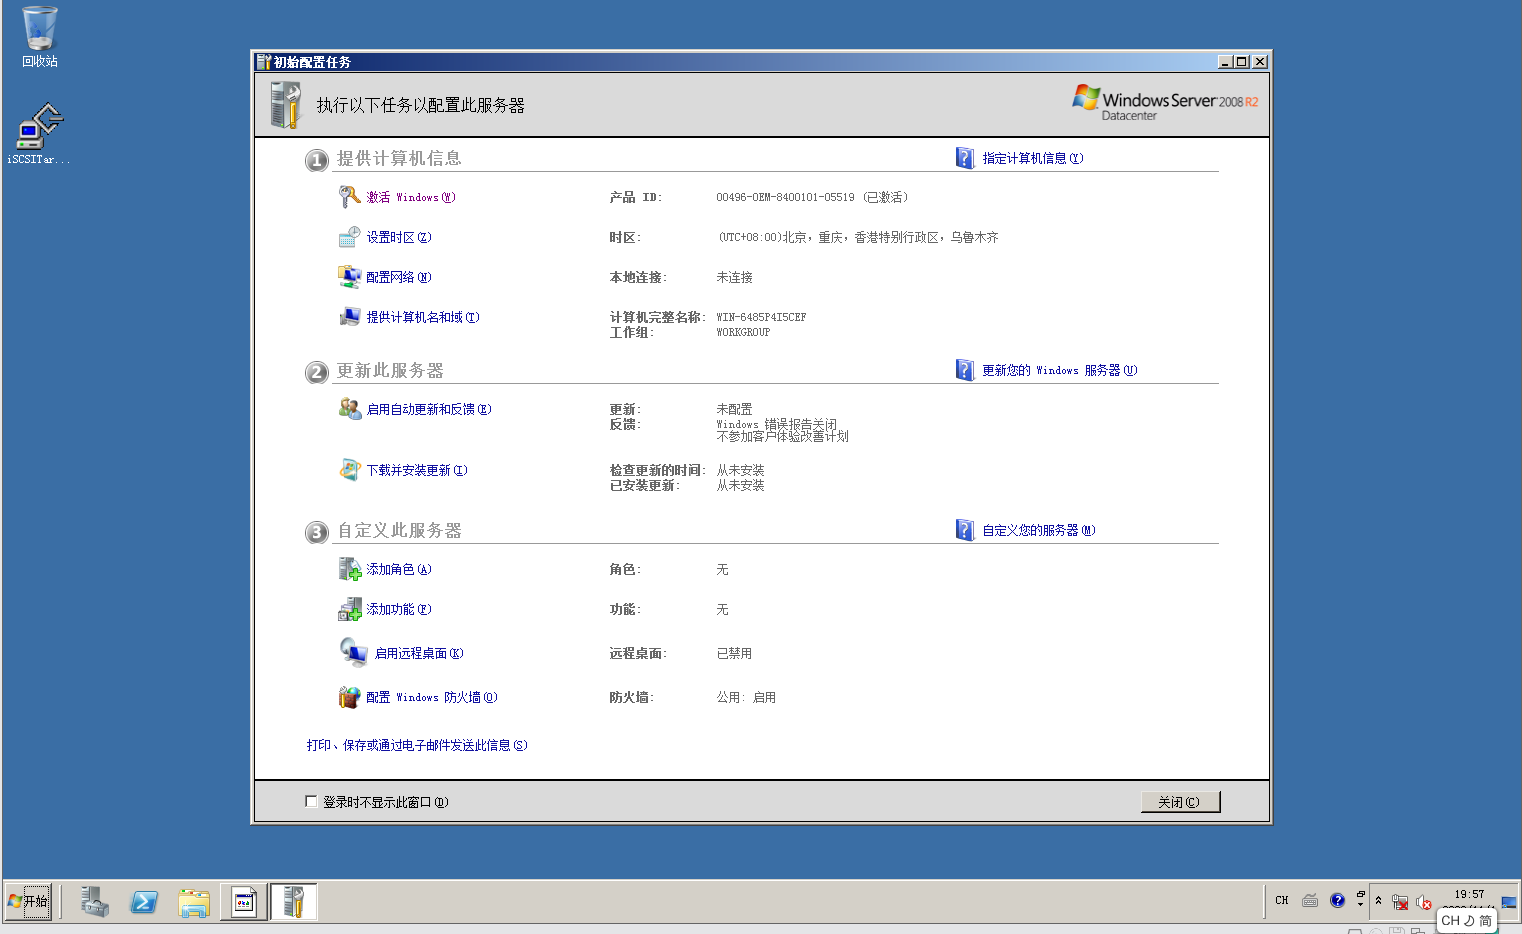 回收站
iSCSITar...
初始配置任务
执行以下任务以配置此服务器
Windows Server 2008 R2
Datacenter
1 提供计算机信息
指定计算机信息(Y)
激活 Windows(W)
产品 ID: 00496-OEM-8400101-05519 (已激活)
设置时区(Z)
时区: (UTC+08:00)北京，重庆，香港特别行政区，乌鲁木齐
配置网络(N)
本地连接: 未连接
提供计算机名和域(T)
计算机完整名称: WIN-6485P4I5CEF
工作组: WORKGROUP
2 更新此服务器
更新您的 Windows 服务器(U)
启用自动更新和反馈(E)
更新: 未配置
反馈: Windows 错误报告关闭
不参加客户体验改善计划
下载并安装更新(I)
检查更新的时间: 从未安装
已安装更新: 从未安装
3 自定义此服务器
自定义您的服务器(M)
添加角色(A)
角色: 无
添加功能(F)
功能: 无
启用远程桌面(K)
远程桌面: 已禁用
配置 Windows 防火墙(O)
防火墙: 公用: 启用
打印、保存或通过电子邮件发送此信息(S)
登录时不显示此窗口(D)
关闭(C)
开始
CH
19:57
CH 简